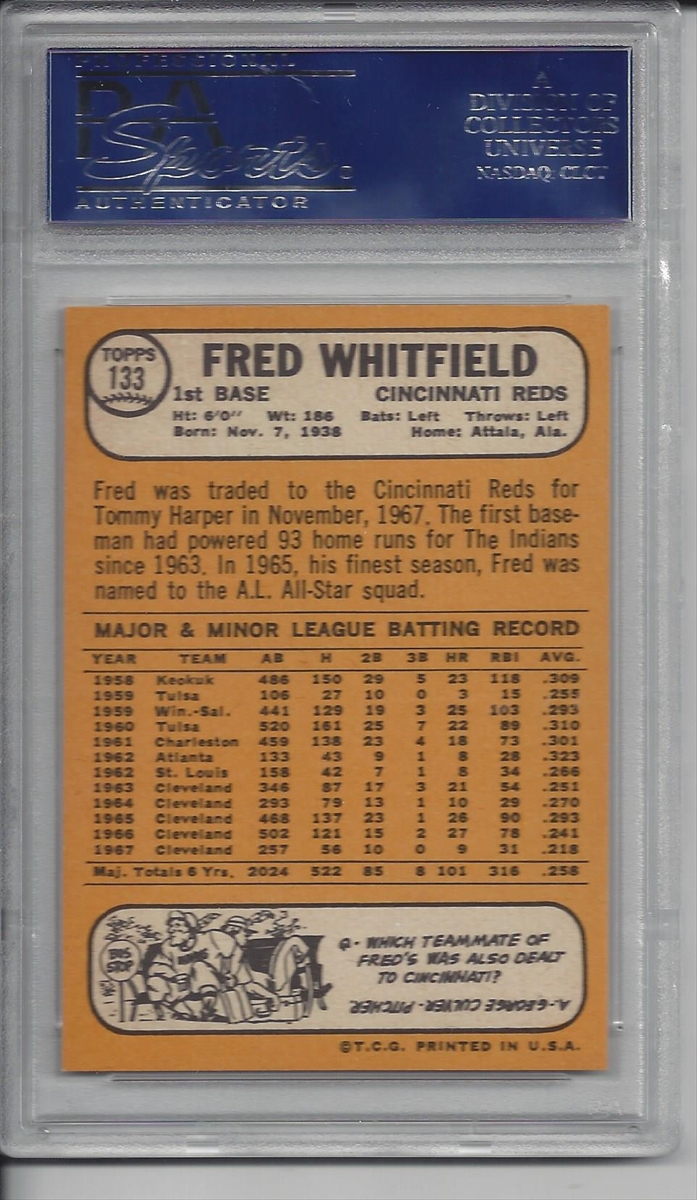 PROFESSIONAL
PSA
Sports
AUTHENTICATOR
A
DIVISION OF
COLLECTORS
UNIVERSE
NASDAQ: CLCT
TOPPS
133
FRED WHITFIELD
1st BASE CINCINNATI REDS
Ht: 6'0" Wt: 186 Bats: Left Throws: Left
Born: Nov. 7, 1938 Home: Attala, Ala.
Fred was traded to the Cincinnati Reds for
Tommy Harper in November, 1967. The first base-
man had powered 93 home runs for The Indians
since 1963. In 1965, his finest season, Fred was
named to the A.L. All-Star squad.
MAJOR & MINOR LEAGUE BATTING RECORD
YEAR TEAM AB H 2B 3B HR RBI AVG.
1958 Keokuk 486 150 29 5 23 118 .309
1959 Tulsa 106 27 10 0 3 15 .255
1959 Win.-Sal. 441 129 19 3 25 103 .293
1960 Tulsa 520 161 25 7 22 89 .310
1961 Charleston 459 138 23 4 18 73 .301
1962 Atlanta 133 43 9 1 8 28 .323
1962 St. Louis 158 42 7 1 8 34 .266
1963 Cleveland 346 87 17 3 21 54 .251
1964 Cleveland 293 79 13 1 10 29 .270
1965 Cleveland 468 137 23 1 26 90 .293
1966 Cleveland 502 121 15 2 27 78 .241
1967 Cleveland 257 56 10 0 9 31 .218
Maj. Totals 6 Yrs. 2024 522 85 8 101 316 .258
BUS
STOP
Q- WHICH TEAMMATE OF
FRED'S WAS ALSO DEALT
TO CINCINNATI?
A- GEORGE CULVER- PITCHER
©T.C.G. PRINTED IN U.S.A.